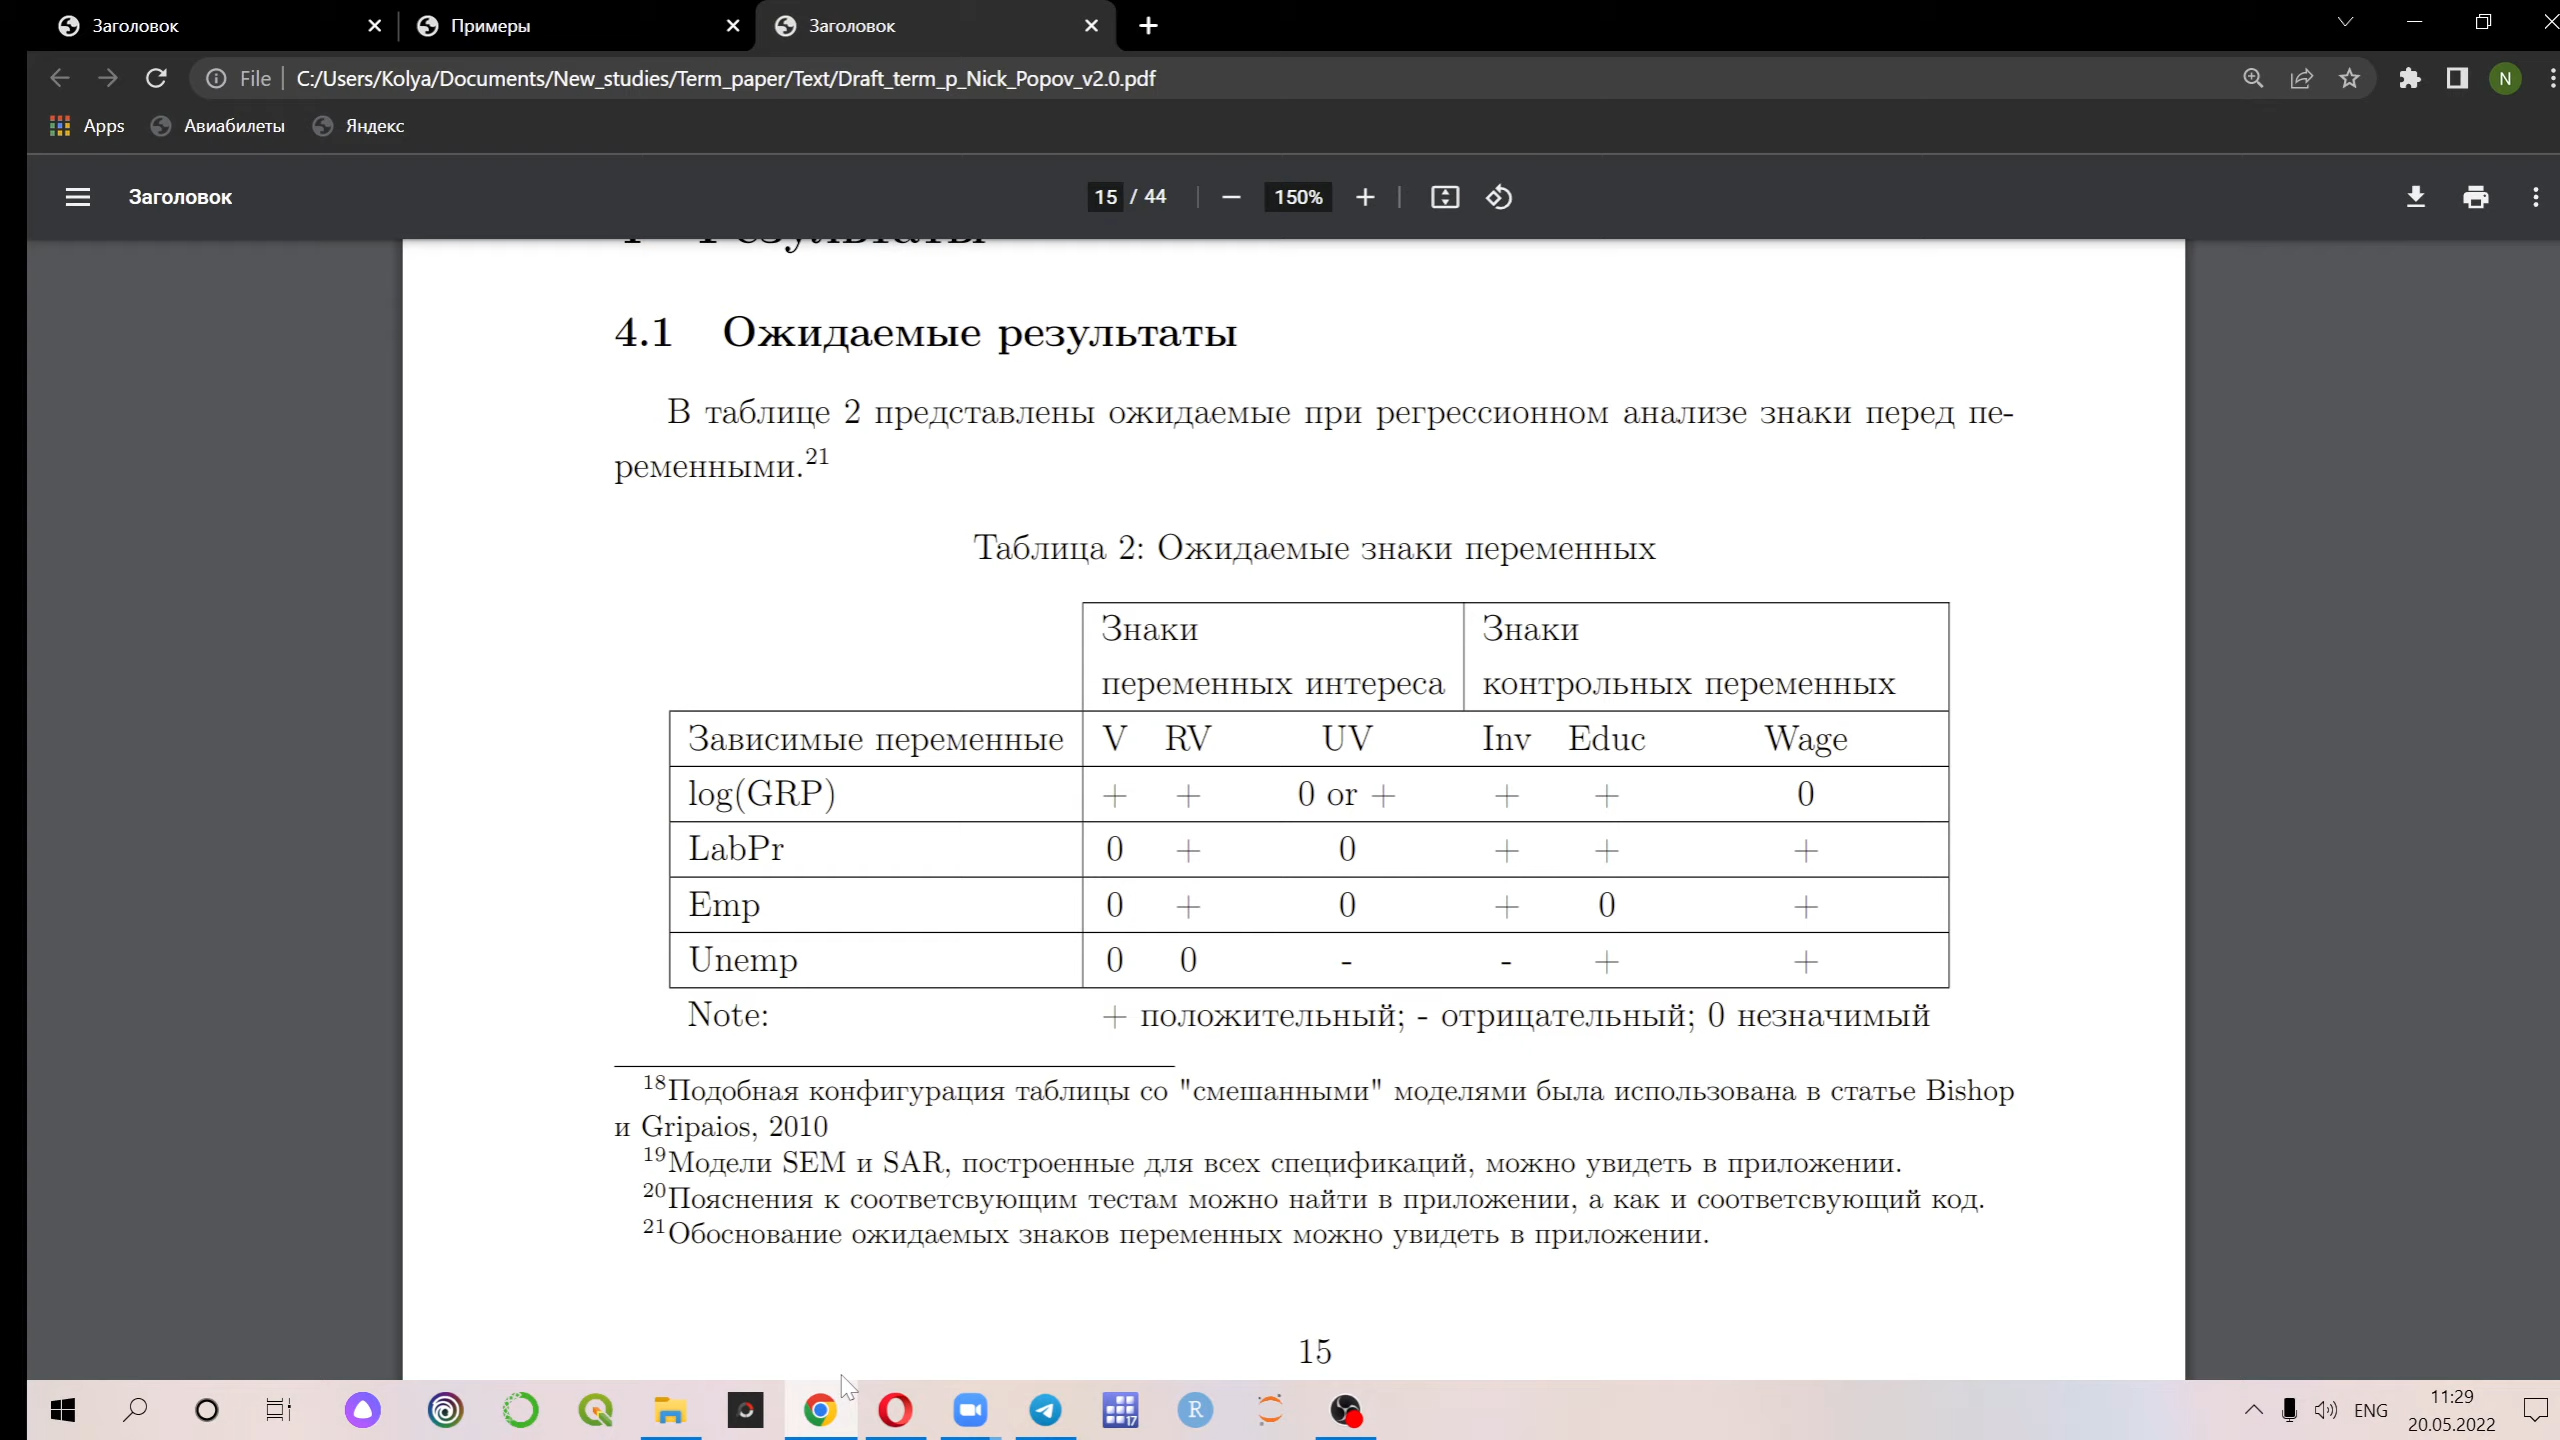 Заголовок
Примеры
Заголовок
File
C:/Users/Kolya/Documents/New_studies/Term_paper/Text/Draft_term_p_Nick_Popov_v2.0.pdf
N
Apps
Авиабилеты
Яндекс
Заголовок
15 / 44
150%
4 Результаты
4.1 Ожидаемые результаты
В таблице 2 представлены ожидаемые при регрессионном анализе знаки перед пе-
ременными.21
Таблица 2: Ожидаемые знаки переменных
Знаки Знаки
переменных интереса контрольных переменных
Зависимые переменные V RV UV Inv Educ Wage
log(GRP) + + 0 or + + + 0
LabPr 0 + 0 + + +
Emp 0 + 0 + 0 +
Unemp 0 0 - - + +
Note: + положительный; - отрицательный; 0 незначимый
18Подобная конфигурация таблицы со "смешанными" моделями была использована в статье Bishop
и Gripaios, 2010
19Модели SEM и SAR, построенные для всех спецификаций, можно увидеть в приложении.
20Пояснения к соответсвующим тестам можно найти в приложении, а как и соответсвующий код.
21Обоснование ожидаемых знаков переменных можно увидеть в приложении.
15
17
R
ENG
11:29
20.05.2022